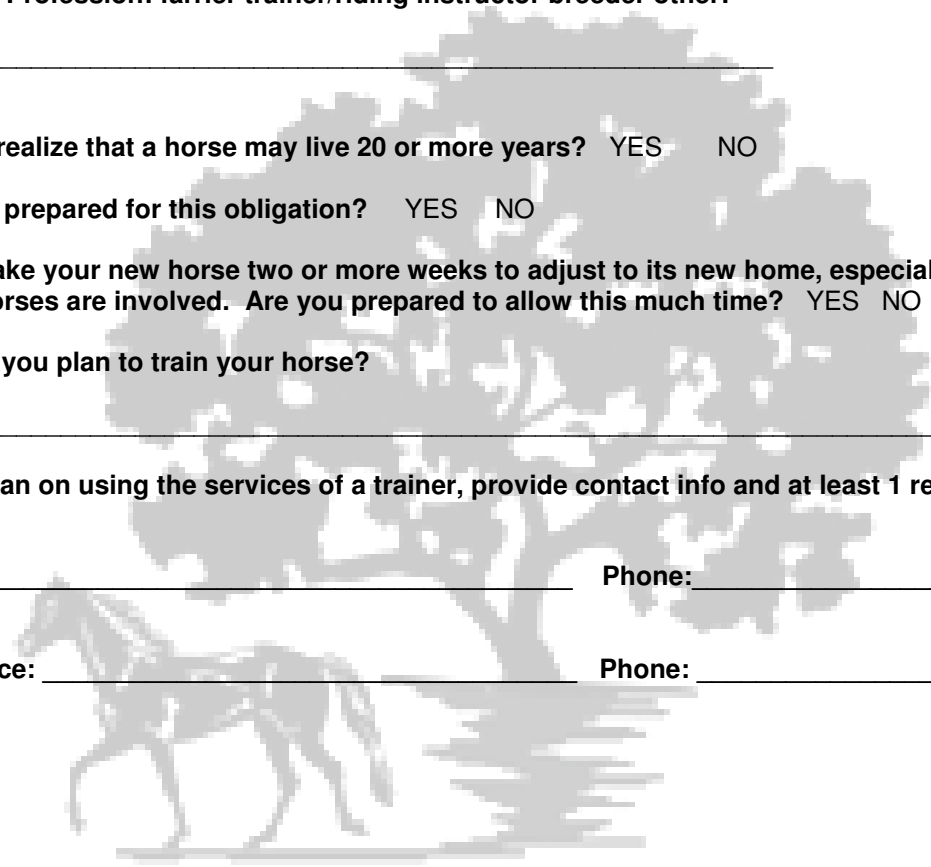 Profession: farrier trainer/riding instructor breeder other?
realize that a horse may live 20 or more years? YES NO
prepared for this obligation? YES NO
ake your new horse two or more weeks to adjust to its new home, especial
orses are involved. Are you prepared to allow this much time? YES NO
you plan to train your horse?
an on using the services of a trainer, provide contact info and at least 1 re
Phone:
ce: Phone: